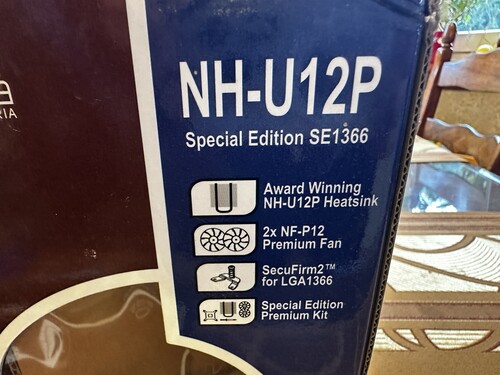 NH-U12P
Special Edition SE1366
Award Winning
NH-U12P Heatsink
2x NF-P12
Premium Fan
SecuFirm2™
for LGA1366
Special Edition
Premium Kit